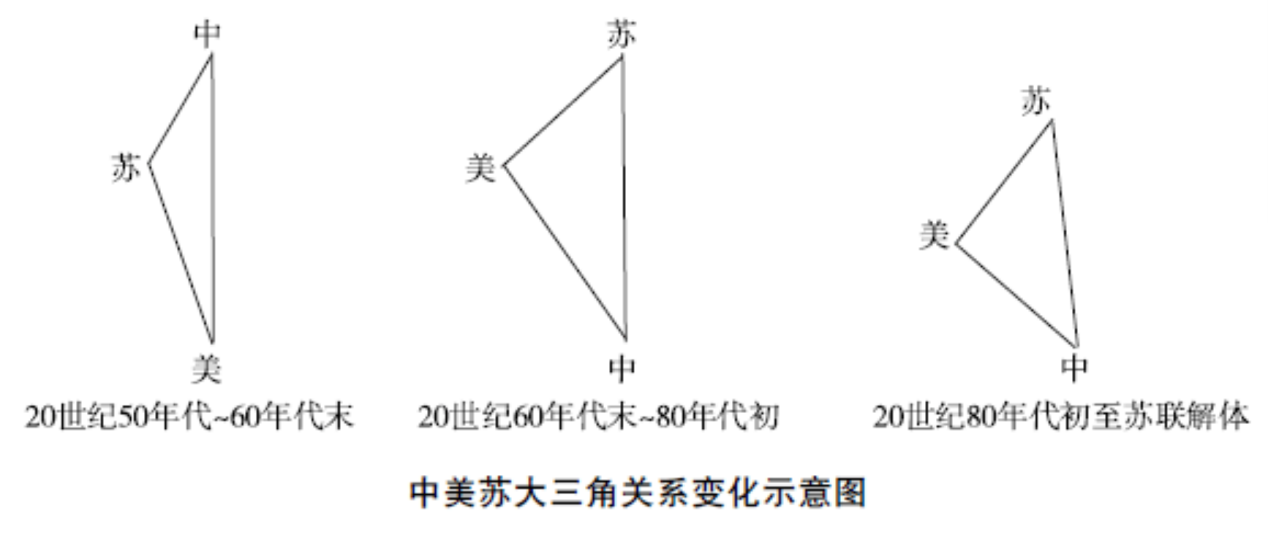 中
苏
美
20世纪50年代~60年代末
苏
美
中
20世纪60年代末~80年代初
苏
美
中
20世纪80年代初至苏联解体
中美苏大三角关系变化示意图